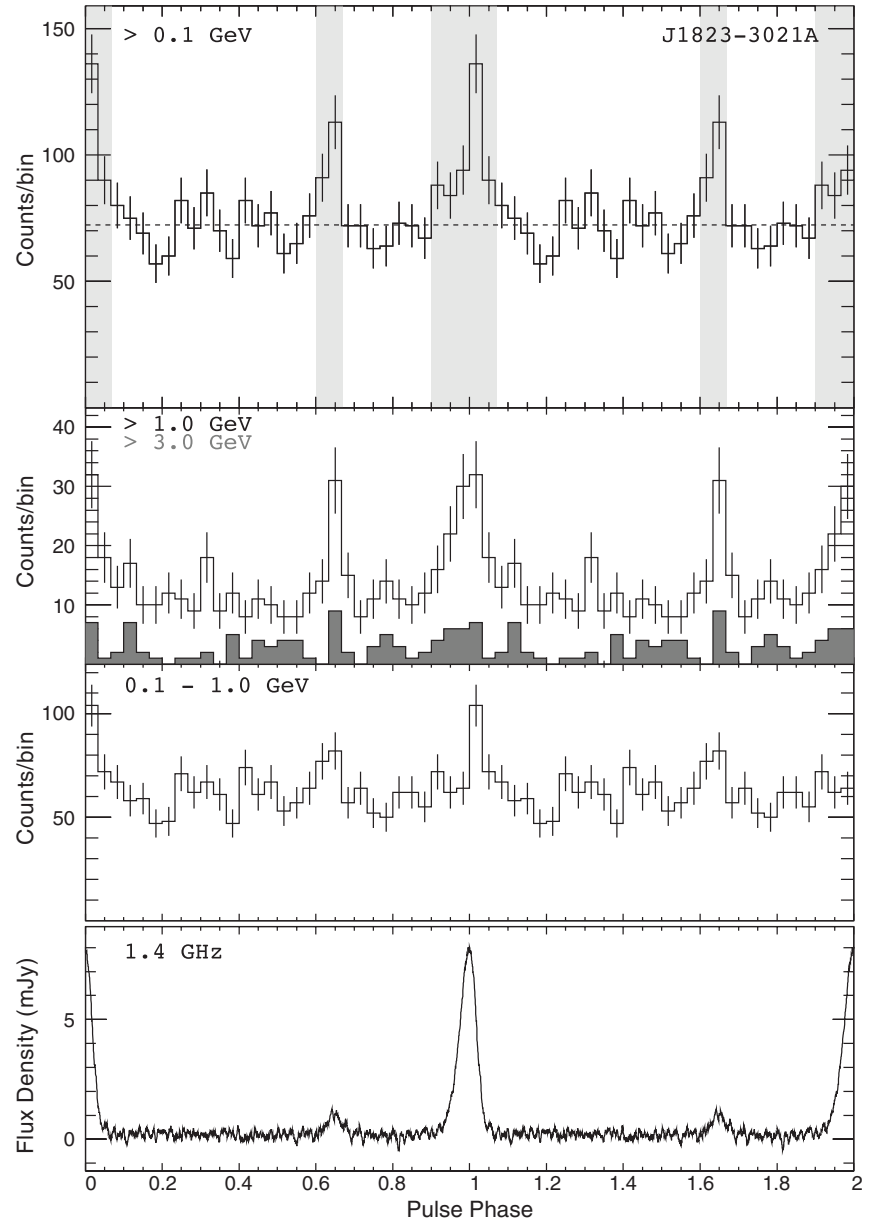 > 0.1 GeV
J1823-3021A
150
100
50
Counts/bin
> 1.0 GeV
> 3.0 GeV
40
30
20
10
Counts/bin
0.1 - 1.0 GeV
100
50
Counts/bin
1.4 GHz
5
0
Flux Density (mJy)
0 0.2 0.4 0.6 0.8 1 1.2 1.4 1.6 1.8 2
Pulse Phase